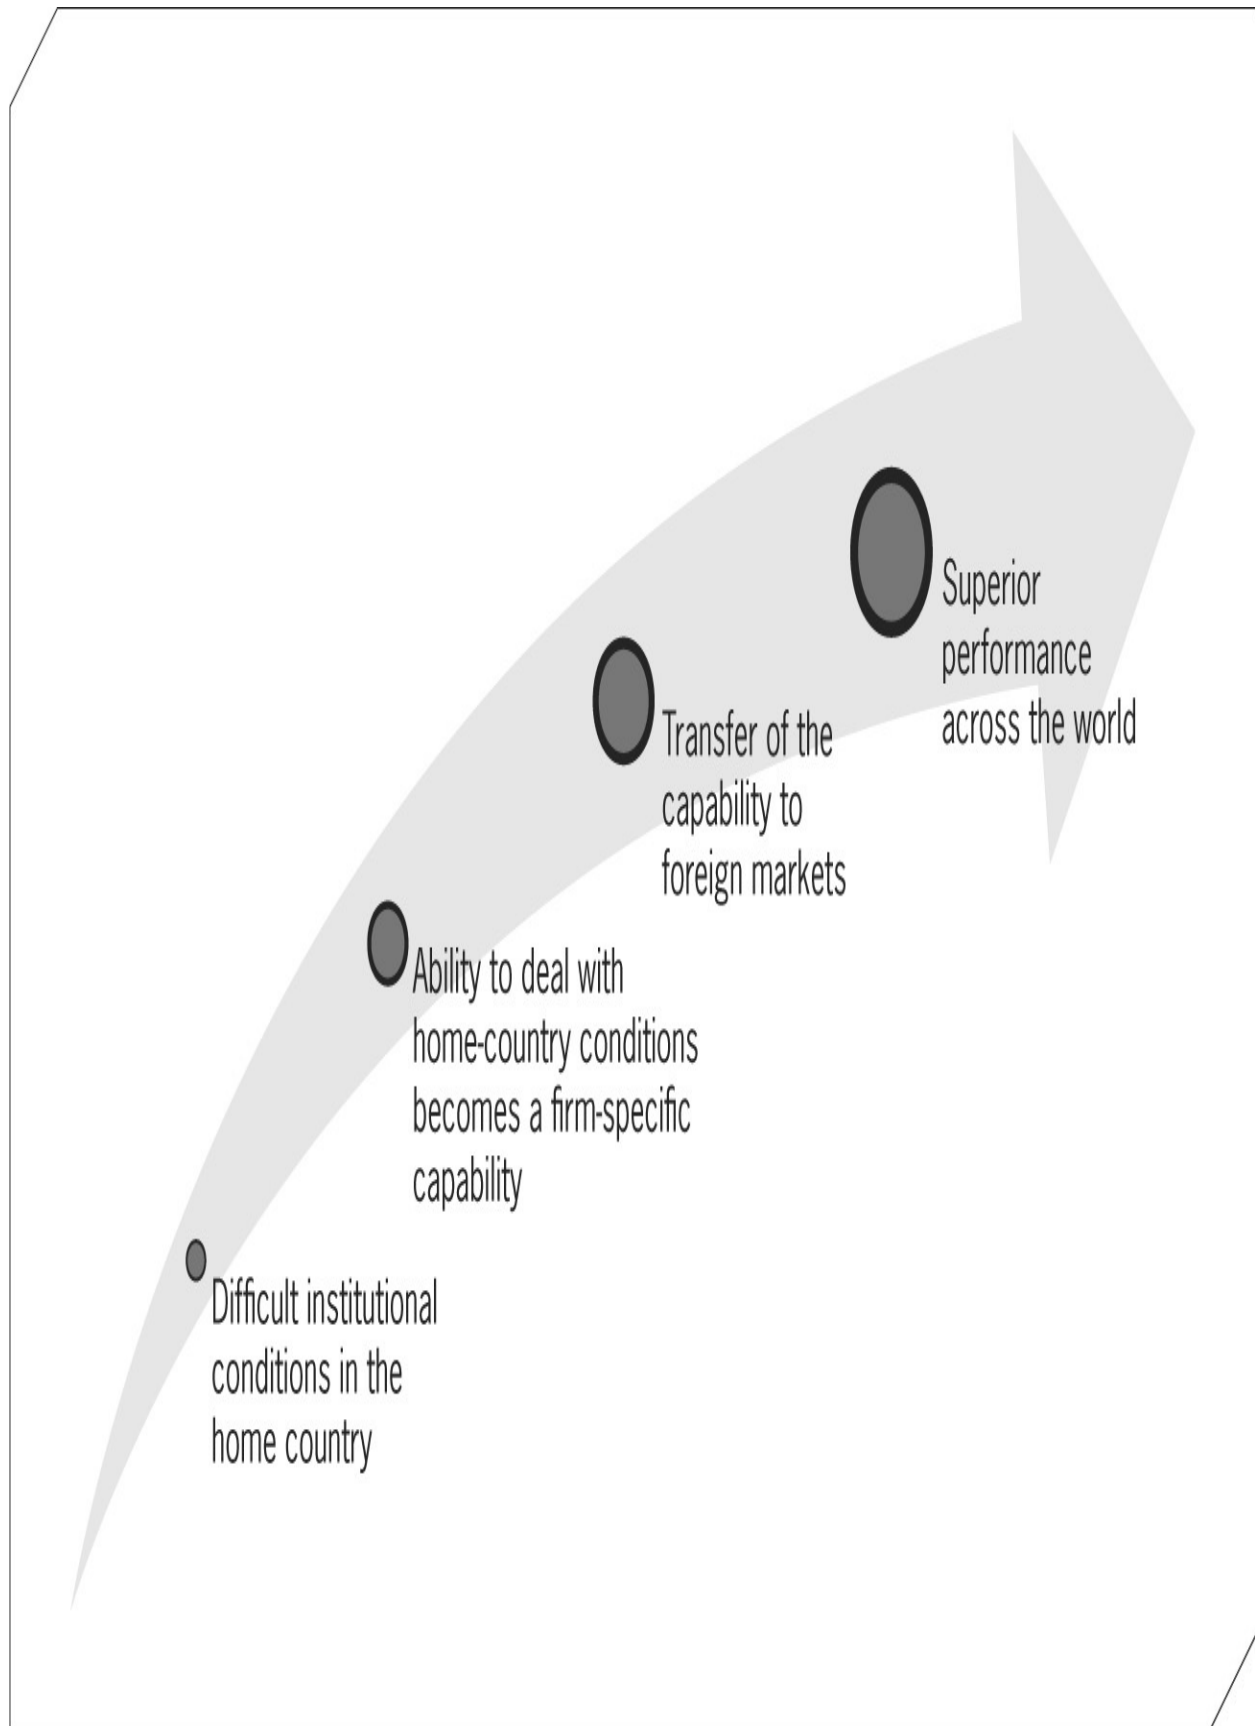 Superior
performance
across the world
Transfer of the
capability to
foreign markets
Ability to deal with
home-country conditions
becomes a firm-specific
capability
Difficult institutional
conditions in the
home country